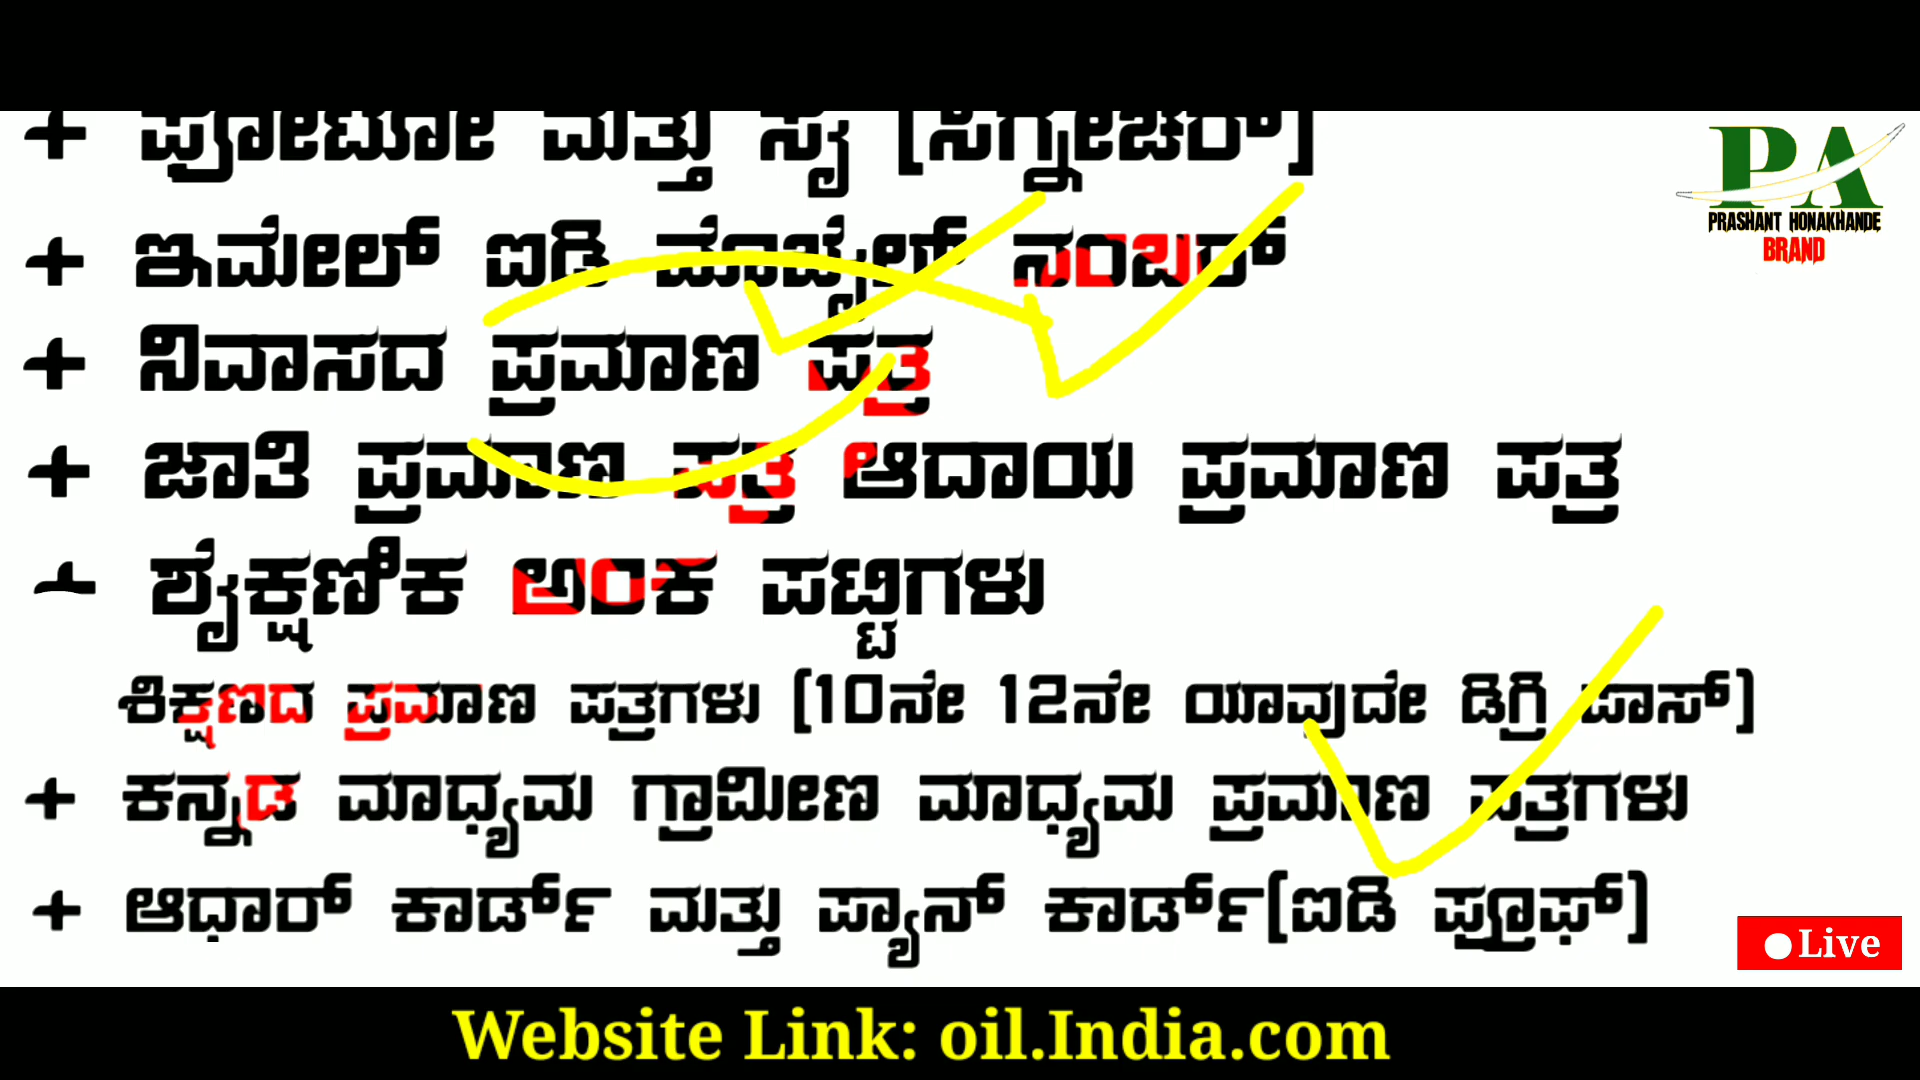 + ಫೋಟೋ ಮತ್ತು ಸೈ [ಸಿಗ್ನೇಚರ್]
+ ಇಮೇಲ್ ಐಡಿ ಮೊಬೈಲ್ ನಂಬರ್
+ ನಿವಾಸದ ಪ್ರಮಾಣ ಪತ್ರ
+ ಜಾತಿ ಪ್ರಮಾಣ ಪತ್ರ ಆದಾಯ ಪ್ರಮಾಣ ಪತ್ರ
+ ಶೈಕ್ಷಣಿಕ ಅಂಕ ಪಟ್ಟಿಗಳು
ಶಿಕ್ಷಣದ ಪ್ರಮಾಣ ಪತ್ರಗಳು [10ನೇ 12ನೇ ಯಾವುದೇ ಡಿಗ್ರಿ ಪಾಸ್]
+ ಕನ್ನಡ ಮಾಧ್ಯಮ ಗ್ರಾಮೀಣ ಮಾಧ್ಯಮ ಪ್ರಮಾಣ ಪತ್ರಗಳು
+ ಆಧಾರ್ ಕಾರ್ಡ್ ಮತ್ತು ಪ್ಯಾನ್ ಕಾರ್ಡ್[ಐಡಿ ಪ್ರೂಫ್]
PA
PRASHANT HONAKHANDE
BRAND
Live
Website Link: oil.India.com